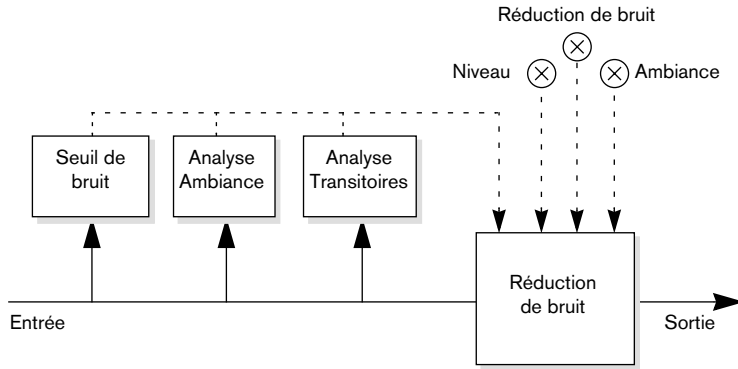 Réduction de bruit
Niveau
Ambiance
Seuil de
bruit
Analyse
Ambiance
Analyse
Transitoires
Réduction
de bruit
Entrée
Sortie